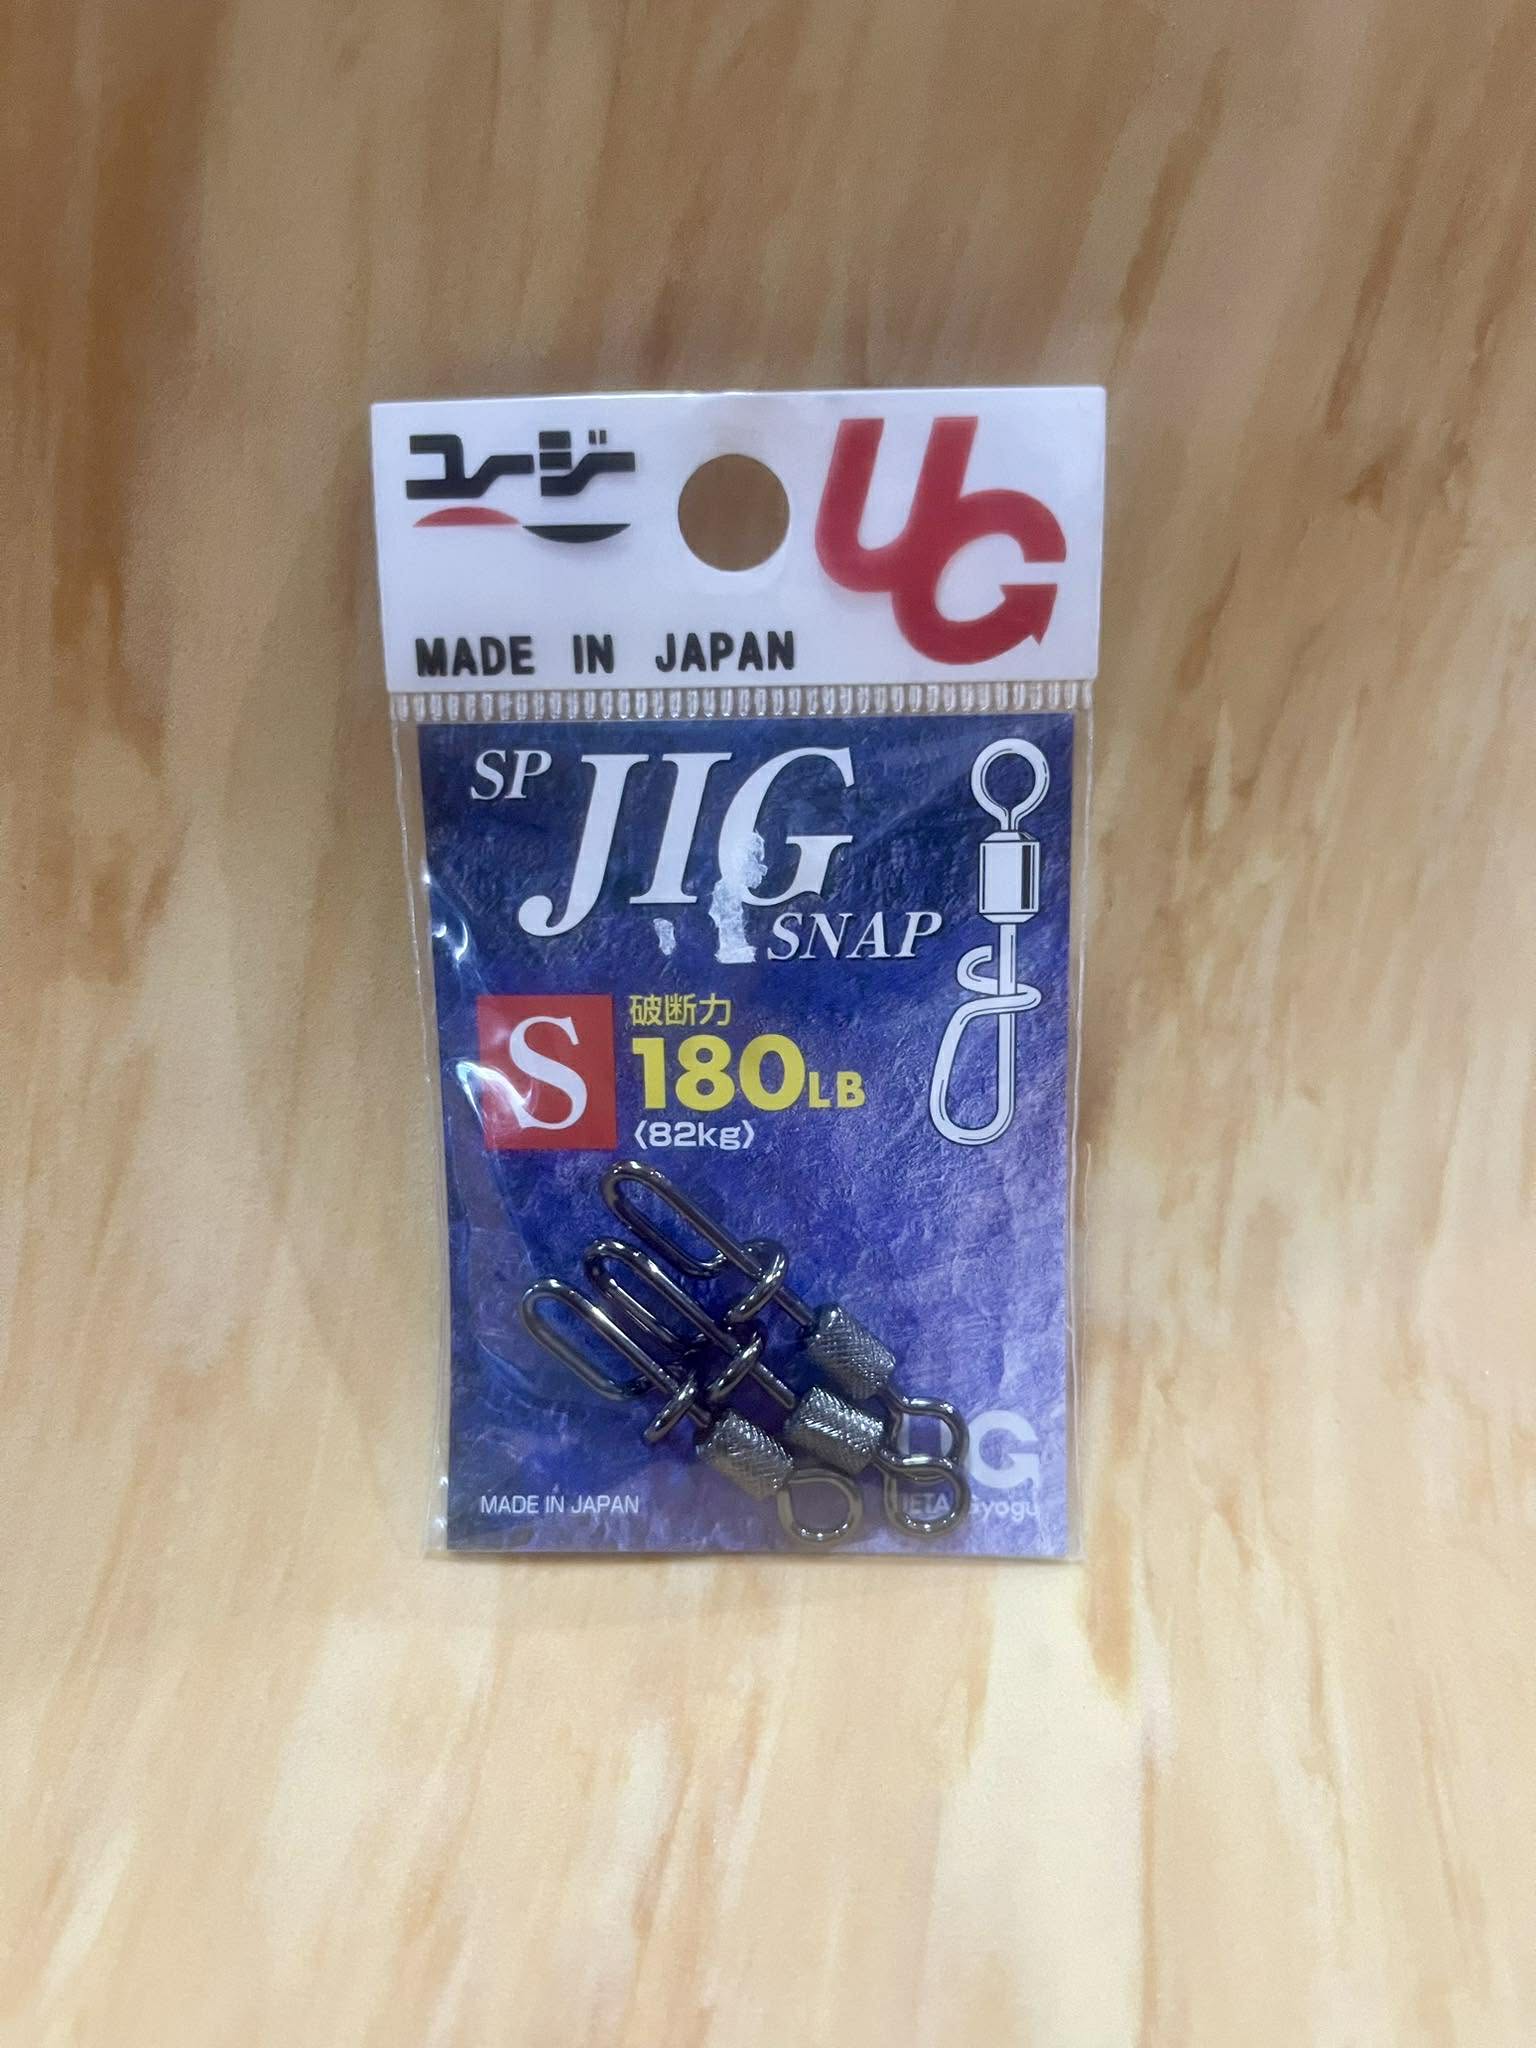 ユージー
UG
MADE IN JAPAN
SP JIG
SNAP
S
破断力
180LB
《82kg》
MADE IN JAPAN